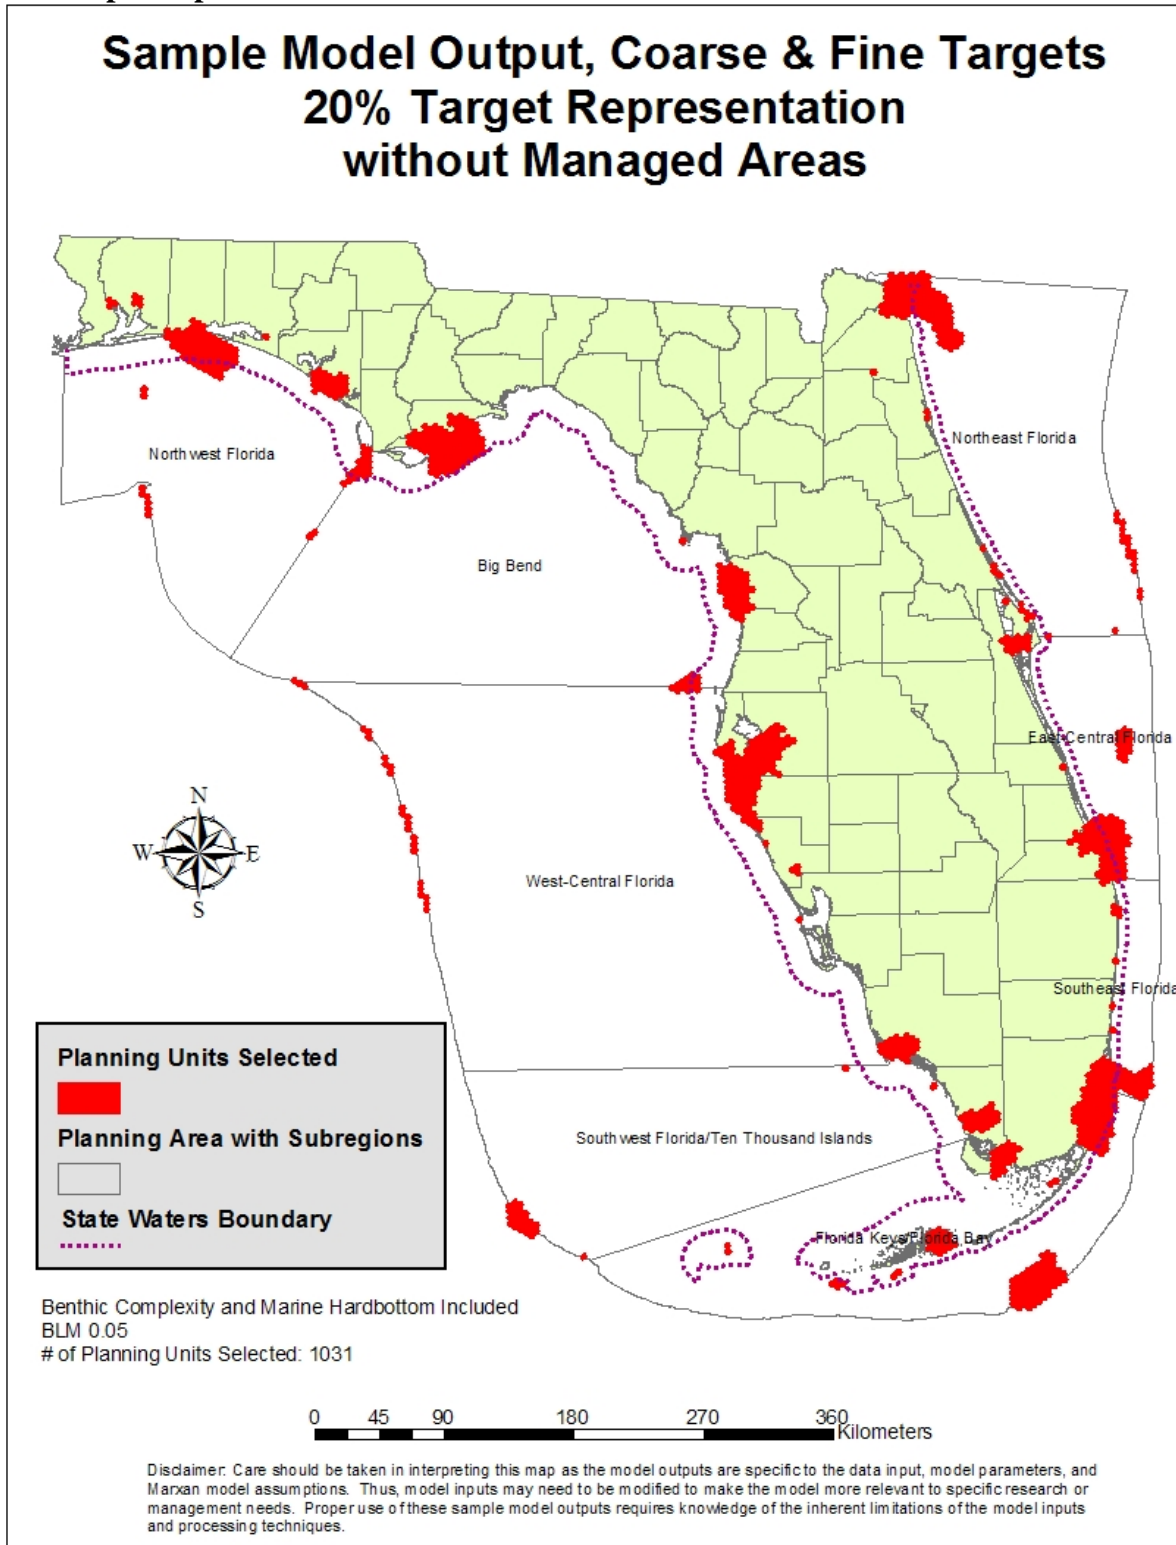 Sample Model Output, Coarse & Fine Targets
20% Target Representation
without Managed Areas
Northwest Florida
Northeast Florida
Big Bend
East-Central Florida
N
W E
S
West-Central Florida
Southeast Florida
Planning Units Selected
Planning Area with Subregions
State Waters Boundary
Southwest Florida/Ten Thousand Islands
Florida Keys/Florida Bay
Benthic Complexity and Marine Hardbottom Included
BLM 0.05
# of Planning Units Selected: 1031
0 45 90 180 270 360
Kilometers
Disclaimer: Care should be taken in interpreting this map as the model outputs are specific to the data input, model parameters, and
Marxan model assumptions. Thus, model inputs may need to be modified to make the model more relevant to specific research or
management needs. Proper use of these sample model outputs requires knowledge of the inherent limitations of the model inputs
and processing techniques.